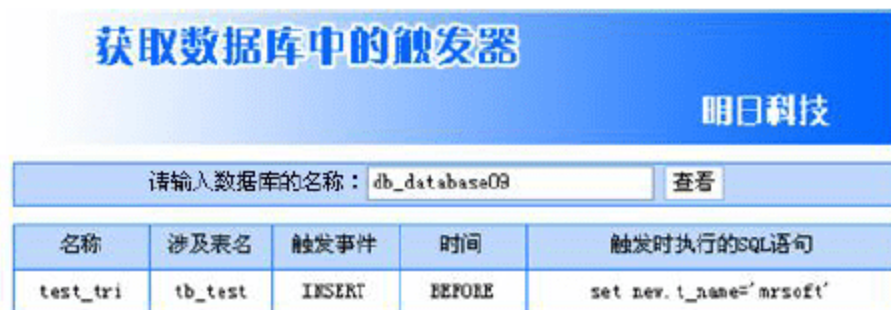 获取数据库中的触发器
明日科技
请输入数据库的名称：db_database09 查看
名称 涉及表名 触发事件 时间 触发时执行的SQL语句
test_tri tb_test INSERT BEFORE set new.t_name='mrsoft'